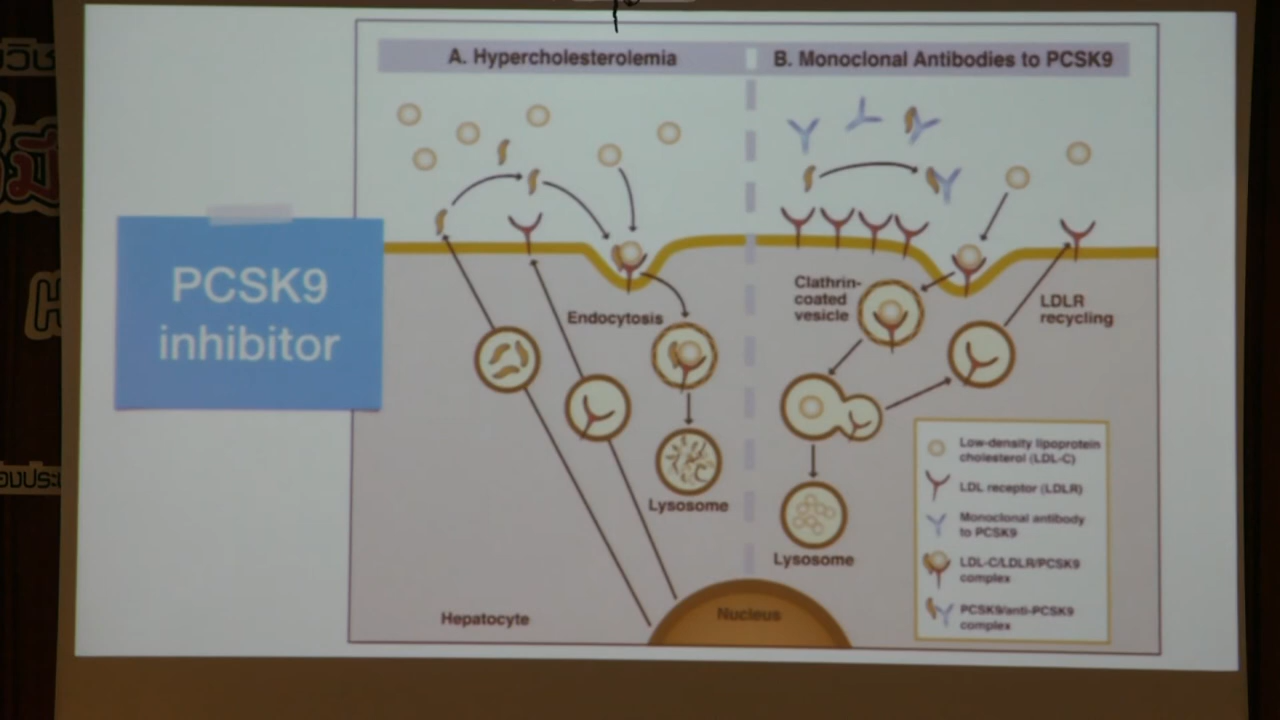 A. Hypercholesterolemia
B. Monoclonal Antibodies to PCSK9
PCSK9
inhibitor
Endocytosis
Lysosome
Hepatocyte
Nucleus
Clathrin-
coated
vesicle
LDLR
recycling
Lysosome
Low-density lipoprotein
cholesterol (LDL-C)
LDL receptor (LDLR)
Monoclonal antibody
to PCSK9
LDL-C/LDLR/PCSK9
complex
PCSK9/anti-PCSK9
complex